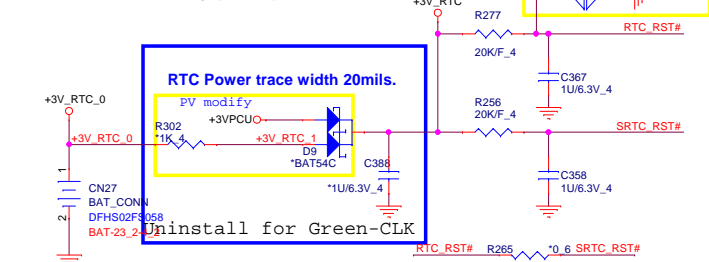 +3V_RTC
R277
RTC_RST#
20K/F_4
RTC Power trace width 20mils.
C367
1U/6.3V_4
+3V_RTC_0
PV modify
+3VPCU
R256
20K/F_4
R302
*1K_4
+3V_RTC_0
+3V_RTC_1
SRTC_RST#
D9
*BAT54C
C388
*1U/6.3V_4
C358
1U/6.3V_4
1
CN27
BAT_CONN
2
DFHS02FS058
Uninstall for Green-CLK
RTC_RST#
R265
*0_6
SRTC_RST#